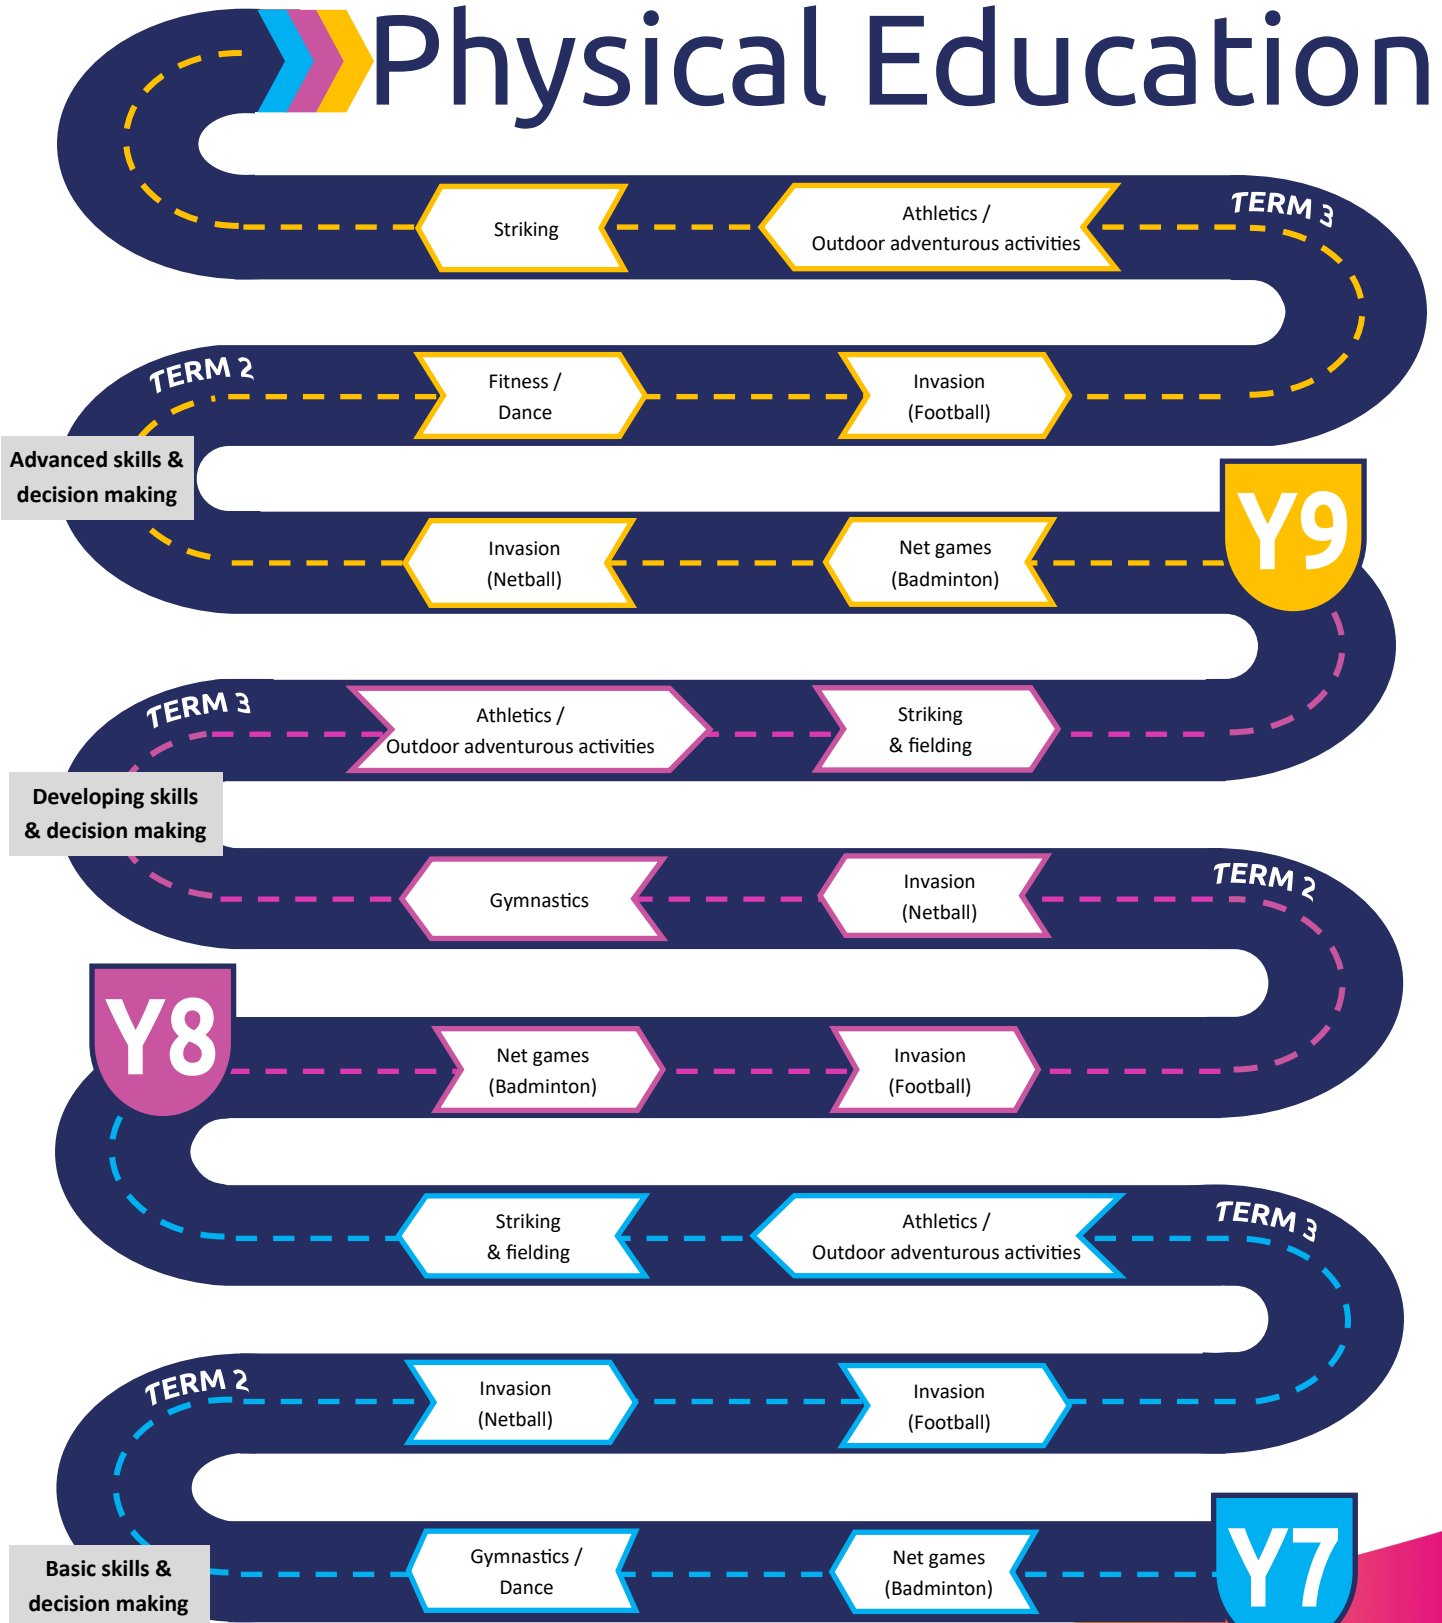 Physical Education
TERM 3
Striking
Athletics /
Outdoor adventurous activities
TERM 2
Fitness /
Dance
Invasion
(Football)
Advanced skills &
decision making
Invasion
(Netball)
Net games
(Badminton)
Y9
TERM 3
Athletics /
Outdoor adventurous activities
Striking
& fielding
Developing skills
& decision making
Gymnastics
Invasion
(Netball)
TERM 2
Y8
Net games
(Badminton)
Invasion
(Football)
Striking
& fielding
Athletics /
Outdoor adventurous activities
TERM 3
TERM 2
Invasion
(Netball)
Invasion
(Football)
Basic skills &
decision making
Gymnastics /
Dance
Net games
(Badminton)
Y7